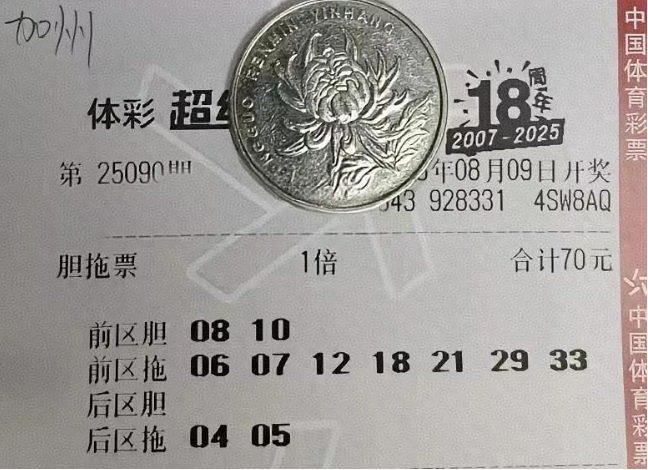 加州
体彩 超
ZHONGGUO RENMIN YINHANG
18周年
2007-2025
第 25090期
年08月09日开奖
43 928331 4SW8AQ
胆拖票 1倍 合计70元
前区胆 08 10
前区拖 06 07 12 18 21 29 33
后区胆
后区拖 04 05
中国体育彩票
中国体育彩票